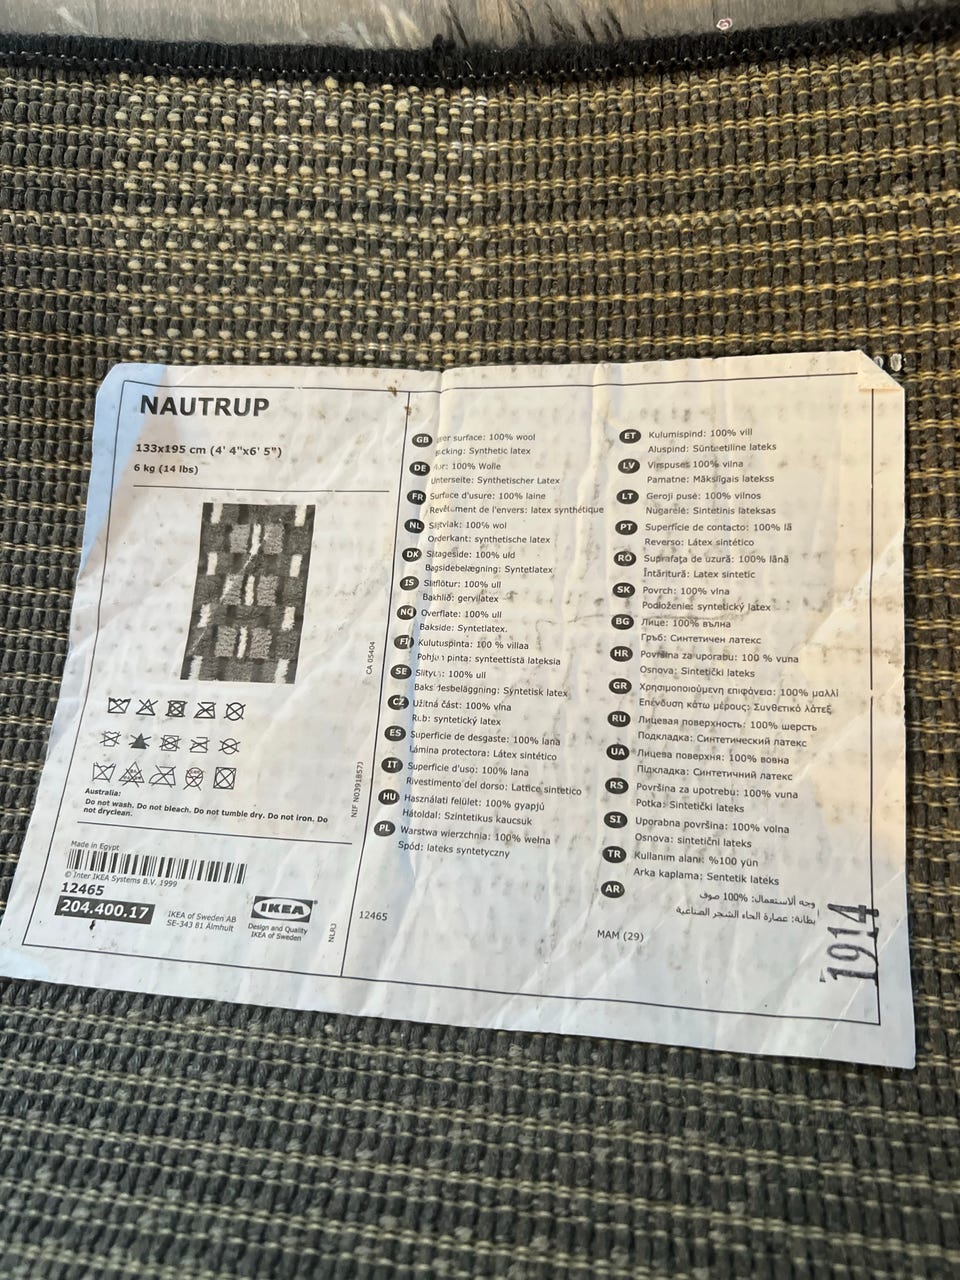 NAUTRUP
133x195 cm (4' 4"x6' 5")
6 kg (14 lbs)
Australia:
Do not wash. Do not bleach. Do not tumble dry. Do not iron. Do
not dryclean.
Made in Egypt
© Inter IKEA Systems B.V. 1999
12465
204.400.17
IKEA of Sweden AB
SE-343 81 Älmhult
IKEA
Design and Quality
IKEA of Sweden
CA 05404
NIF N0391857J
NLR3
12465
GB
surface: 100% wool
Synthetic latex
DE
100% Wolle
Unterseite: Synthetischer Latex
FR Surface d'usure: 100% laine
Revêtement de l'envers: latex synthétique
NL Slijtvlak: 100% wol
Onderkant: synthetische latex
DK Slitageside: 100% uld
Bagsidebelægning: Syntetlatex
IS Slitflötur: 100% ull
Bakhlið: gervilatex
NO Overflate: 100% ull
Bakside: Syntetlatex.
FI Kulutuspinta: 100 % villaa
pinta: synteettistä lateksia
SE 100% ull
Syntetisk latex
CZ Užitná část: 100% vlna
Rub: syntetický latex
ES Superficie de desgaste: 100% lana
Lámina protectora: Látex sintético
IT Superficie d'uso: 100% lana
Rivestimento del dorso: Lattice sintetico
HU Használati felület: 100% gyapjú
Hátoldal: Szintetikus kaucsuk
PL Warstwa wierzchnia: 100% wełna
Spód: lateks syntetyczny
ET Kulumispind: 100% vill
Aluspind: Sünteetiline lateks
LV Virspuses 100% vilna
Pamatne: Mākslīgais latekss
LT Geroji pusė: 100% vilnos
Nugarėlė: Sintetinis lateksas
PT Superfície de contacto: 100% lã
Reverso: Látex sintético
RO Suprafaţa de uzură: 100% lână
Întăritură: Latex sintetic
SK Povrch: 100% vlna
Podloženie: syntetický latex
BG Лице: 100% вълна
Гръб: Синтетичен латекс
HR Površina za uporabu: 100 % vuna
Osnova: Sintetički lateks
GR Χρησιμοποιούμενη επιφάνεια: 100% μαλλί
Επένδυση κάτω μέρους: Συνθετικό λάτεξ
RU Лицевая поверхность: 100% шерсть
Подкладка: Синтетический латекс
UA Лицева поверхня: 100% вовна
Підкладка: Синтетичний латекс
RS Površina za upotrebu: 100% vuna
Potka: Sintetički lateks
SI Uporabna površina: 100% volna
Osnova: sintetični lateks
TR Kullanım alanı: %100 yün
Arka kaplama: Sentetik lateks
AR وجه الاستعمال: 100% صوف
بطانة: عصارة لحاء الشجر الصناعية
MAM (29)
1914